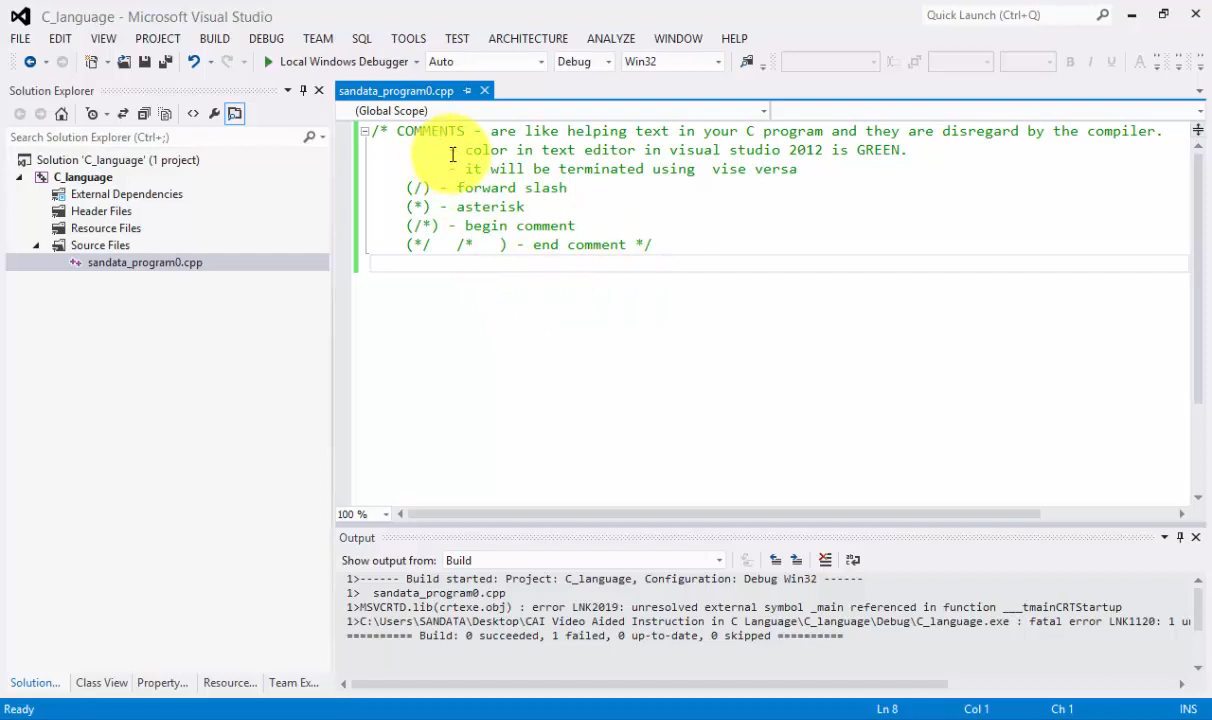 C_language - Microsoft Visual Studio
Quick Launch (Ctrl+Q)
FILE EDIT VIEW PROJECT BUILD DEBUG TEAM SQL TOOLS TEST ARCHITECTURE ANALYZE WINDOW HELP
Local Windows Debugger Auto Debug Win32
Solution Explorer
sandata_program0.cpp
(Global Scope)
Search Solution Explorer (Ctrl+;)
Solution 'C_language' (1 project)
C_language
External Dependencies
Header Files
Resource Files
Source Files
sandata_program0.cpp
/* COMMENTS - are like helping text in your C program and they are disregard by the compiler.
color in text editor in visual studio 2012 is GREEN.
- it will be terminated using  vise versa
(/) - forward slash
(*) - asterisk
(/*) - begin comment
(*/   /*   ) - end comment */
100 %
Output
Show output from: Build
1>------ Build started: Project: C_language, Configuration: Debug Win32 ------
1>  sandata_program0.cpp
1>MSVCRTD.lib(crtexe.obj) : error LNK2019: unresolved external symbol _main referenced in function ___tmainCRTStartup
1>C:\Users\SANDATA\Desktop\CAI Video Aided Instruction in C Language\C_language\Debug\C_language.exe : fatal error LNK1120: 1 u
========== Build: 0 succeeded, 1 failed, 0 up-to-date, 0 skipped ==========
Solution... Class View Property... Resource... Team Ex...
Ready Ln 8 Col 1 Ch 1 INS